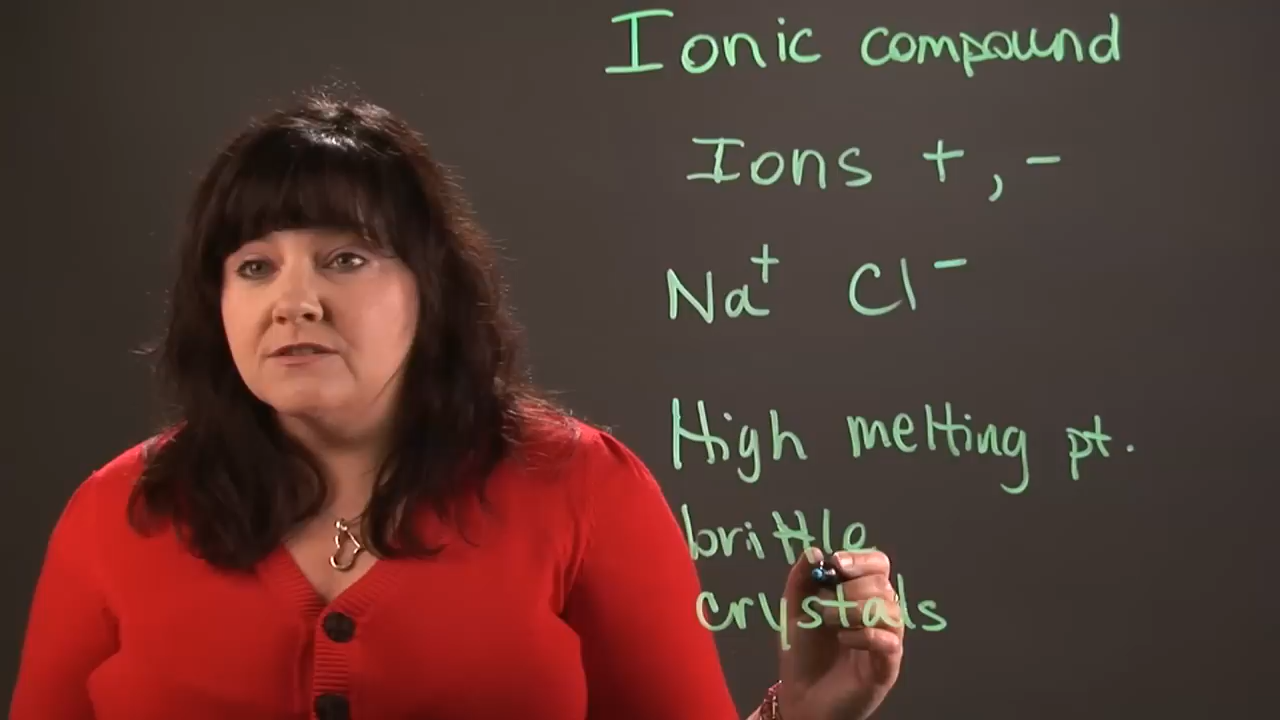 Ionic compound
Ions +, -
Na⁺ Cl⁻
High melting pt.
brittle
crystals